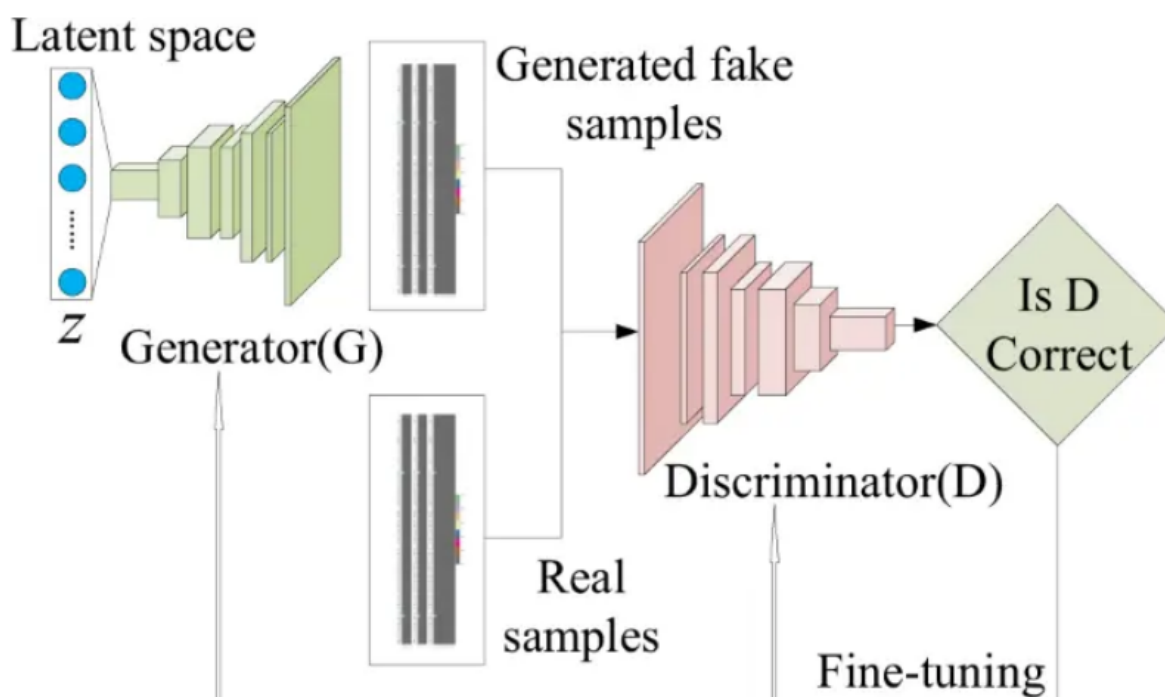 Latent space
Generated fake
samples
z
Generator(G)
Is D
Correct
Discriminator(D)
Real
samples
Fine-tuning